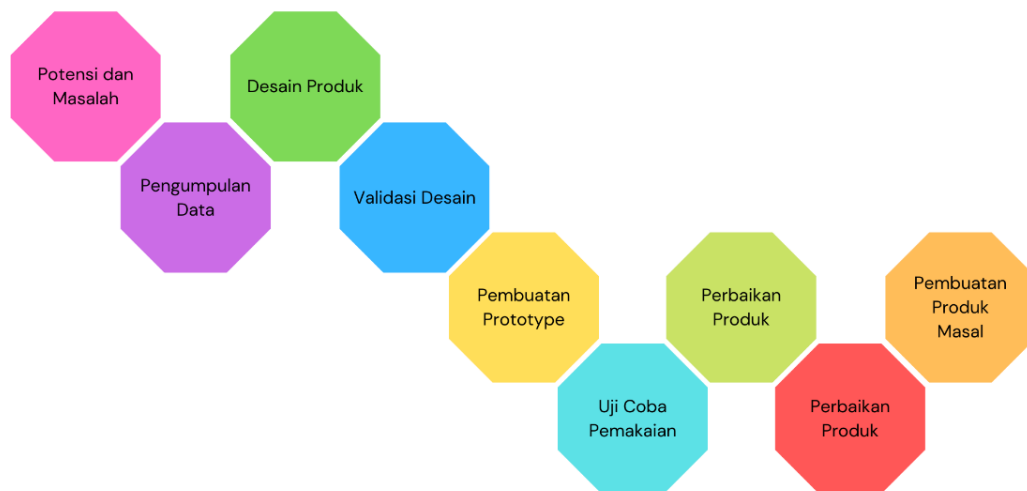 Potensi dan
Masalah
Pengumpulan
Data
Desain Produk
Validasi Desain
Pembuatan
Prototype
Uji Coba
Pemakaian
Perbaikan
Produk
Perbaikan
Produk
Pembuatan
Produk
Masal